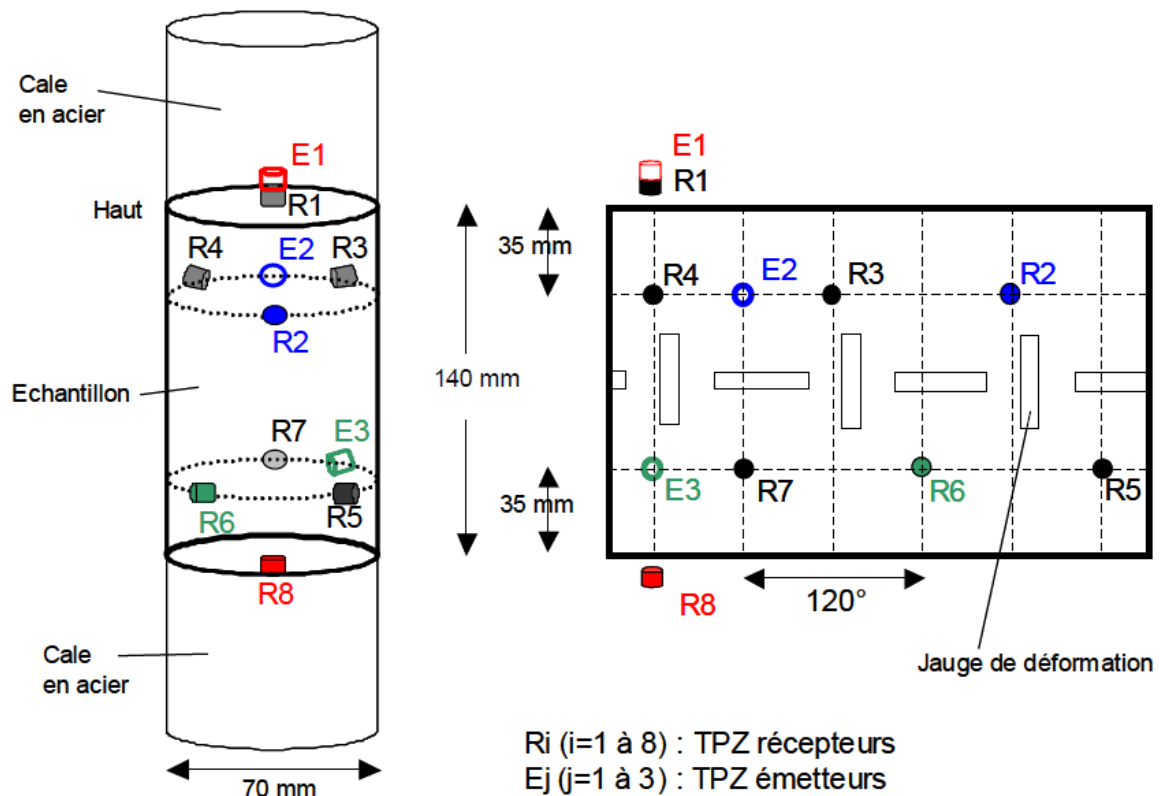 Cale
en acier
E1
R1
Haut
R4
E2
R3
R2
Echantillon
R7
E3
R6
R5
R8
Cale
en acier
70 mm
140 mm
35 mm
35 mm
E1
R1
R4
E2
R3
R2
E3
R7
R6
R5
R8
120°
Jauge de déformation
Ri (i=1 à 8) : TPZ récepteurs
Ej (j=1 à 3) : TPZ émetteurs